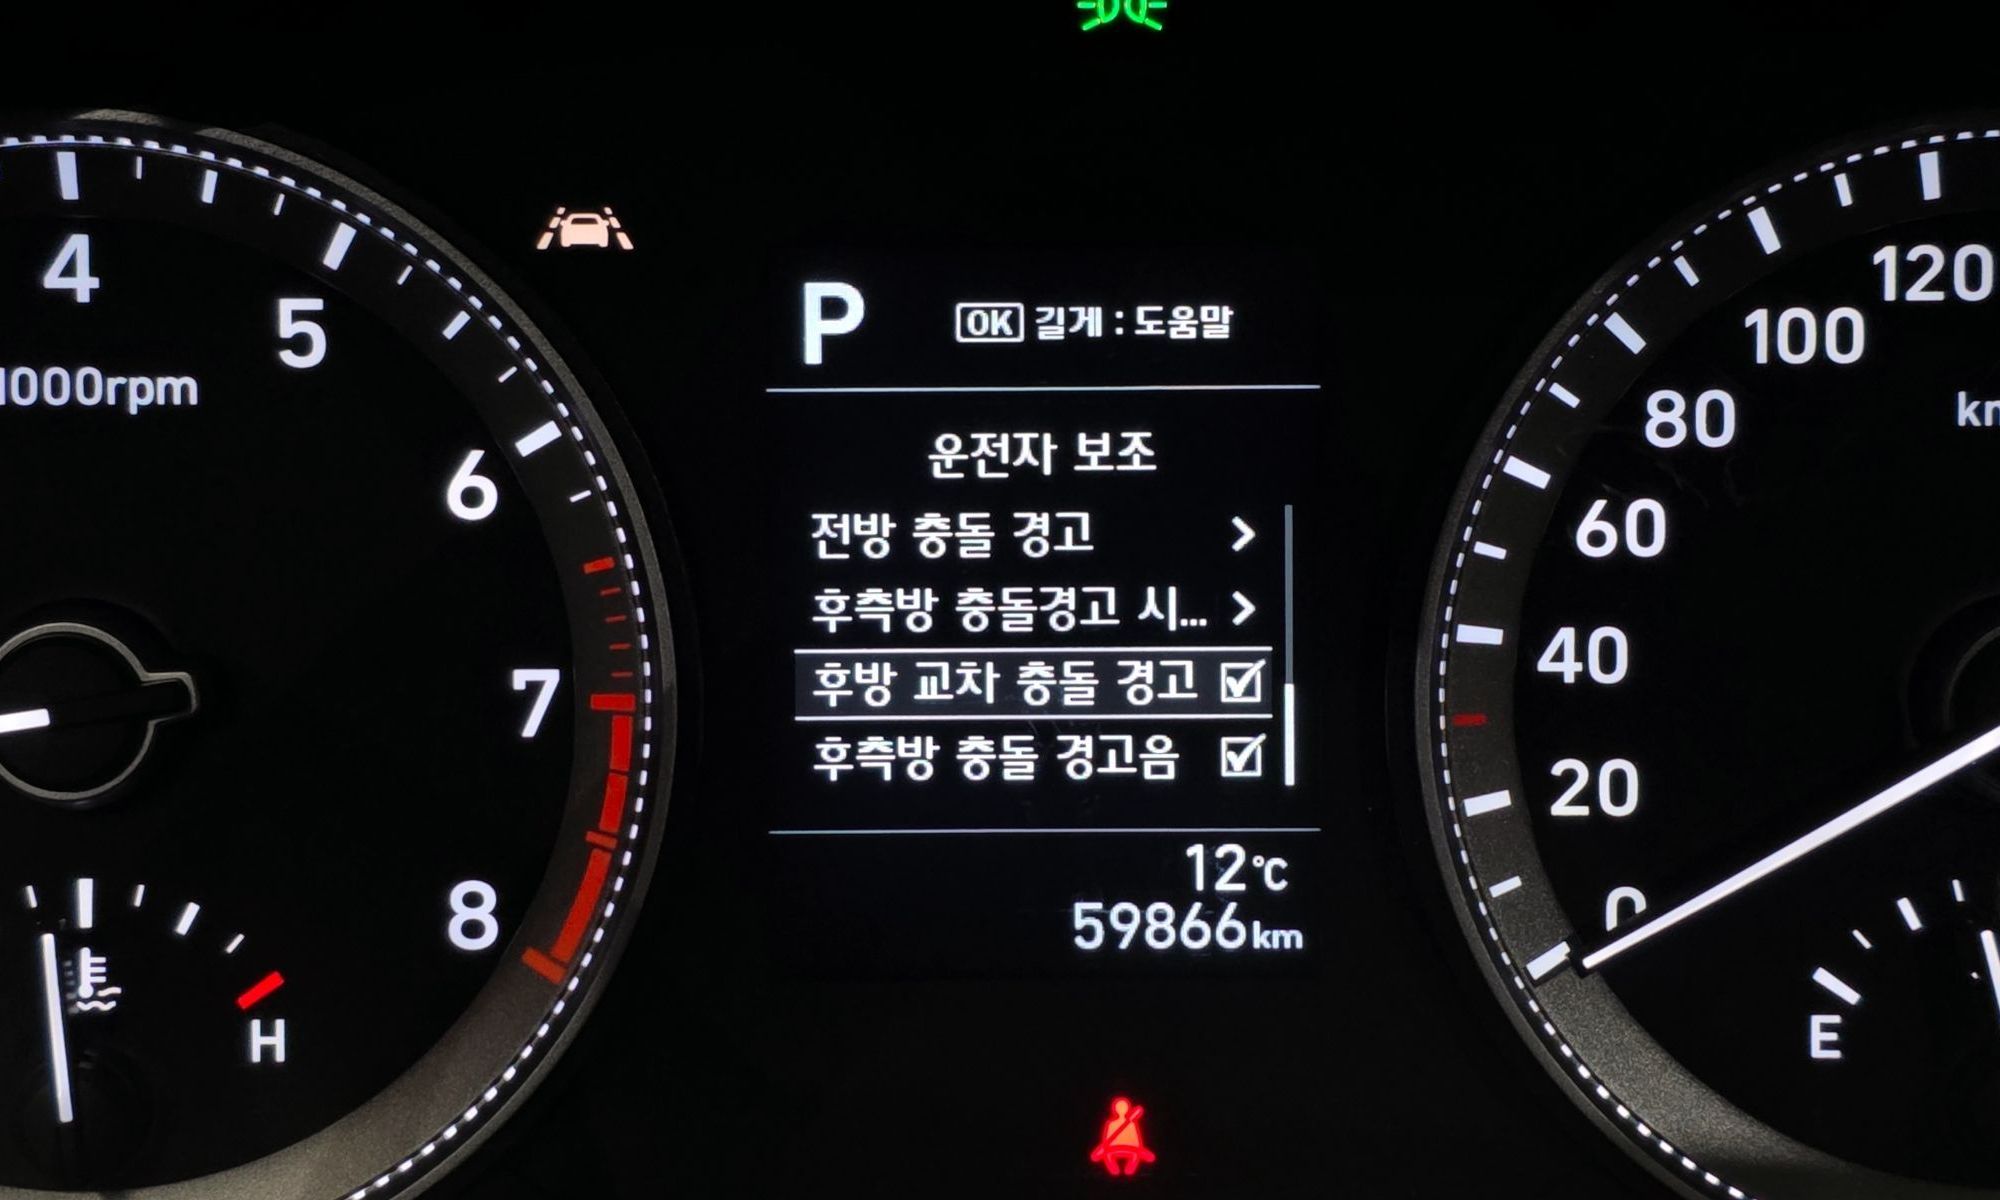 4
5
6
7
8
1000rpm
H
P
OK 길게 : 도움말
운전자 보조
전방 충돌 경고
후측방 충돌경고 시...
후방 교차 충돌 경고
후측방 충돌 경고음
12°C
59866km
120
100
80
60
40
20
0
E